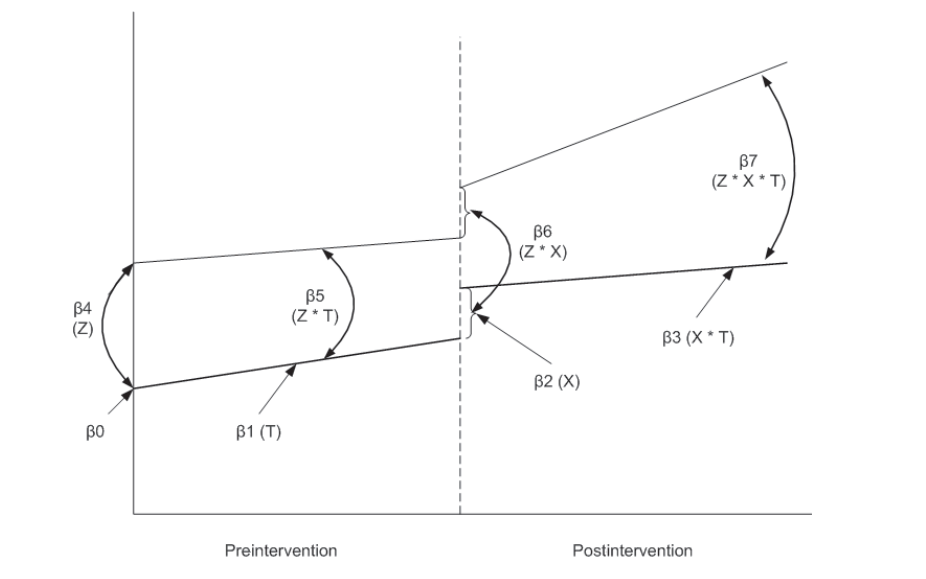 β7
(Z * X * T)
β6
(Z * X)
β5
(Z * T)
β4
(Z)
β3 (X * T)
β2 (X)
β0
β1 (T)
Preintervention
Postintervention